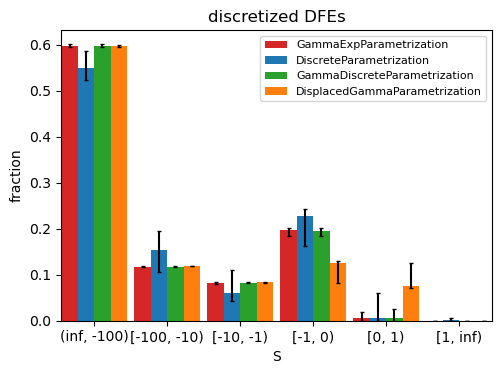 discretized DFEs
GammaExpParametrization
DiscreteParametrization
GammaDiscreteParametrization
DisplacedGammaParametrization
fraction
0.6
0.5
0.4
0.3
0.2
0.1
0.0
(inf, -100) [-100, -10) [-10, -1) [-1, 0) [0, 1) [1, inf)
S